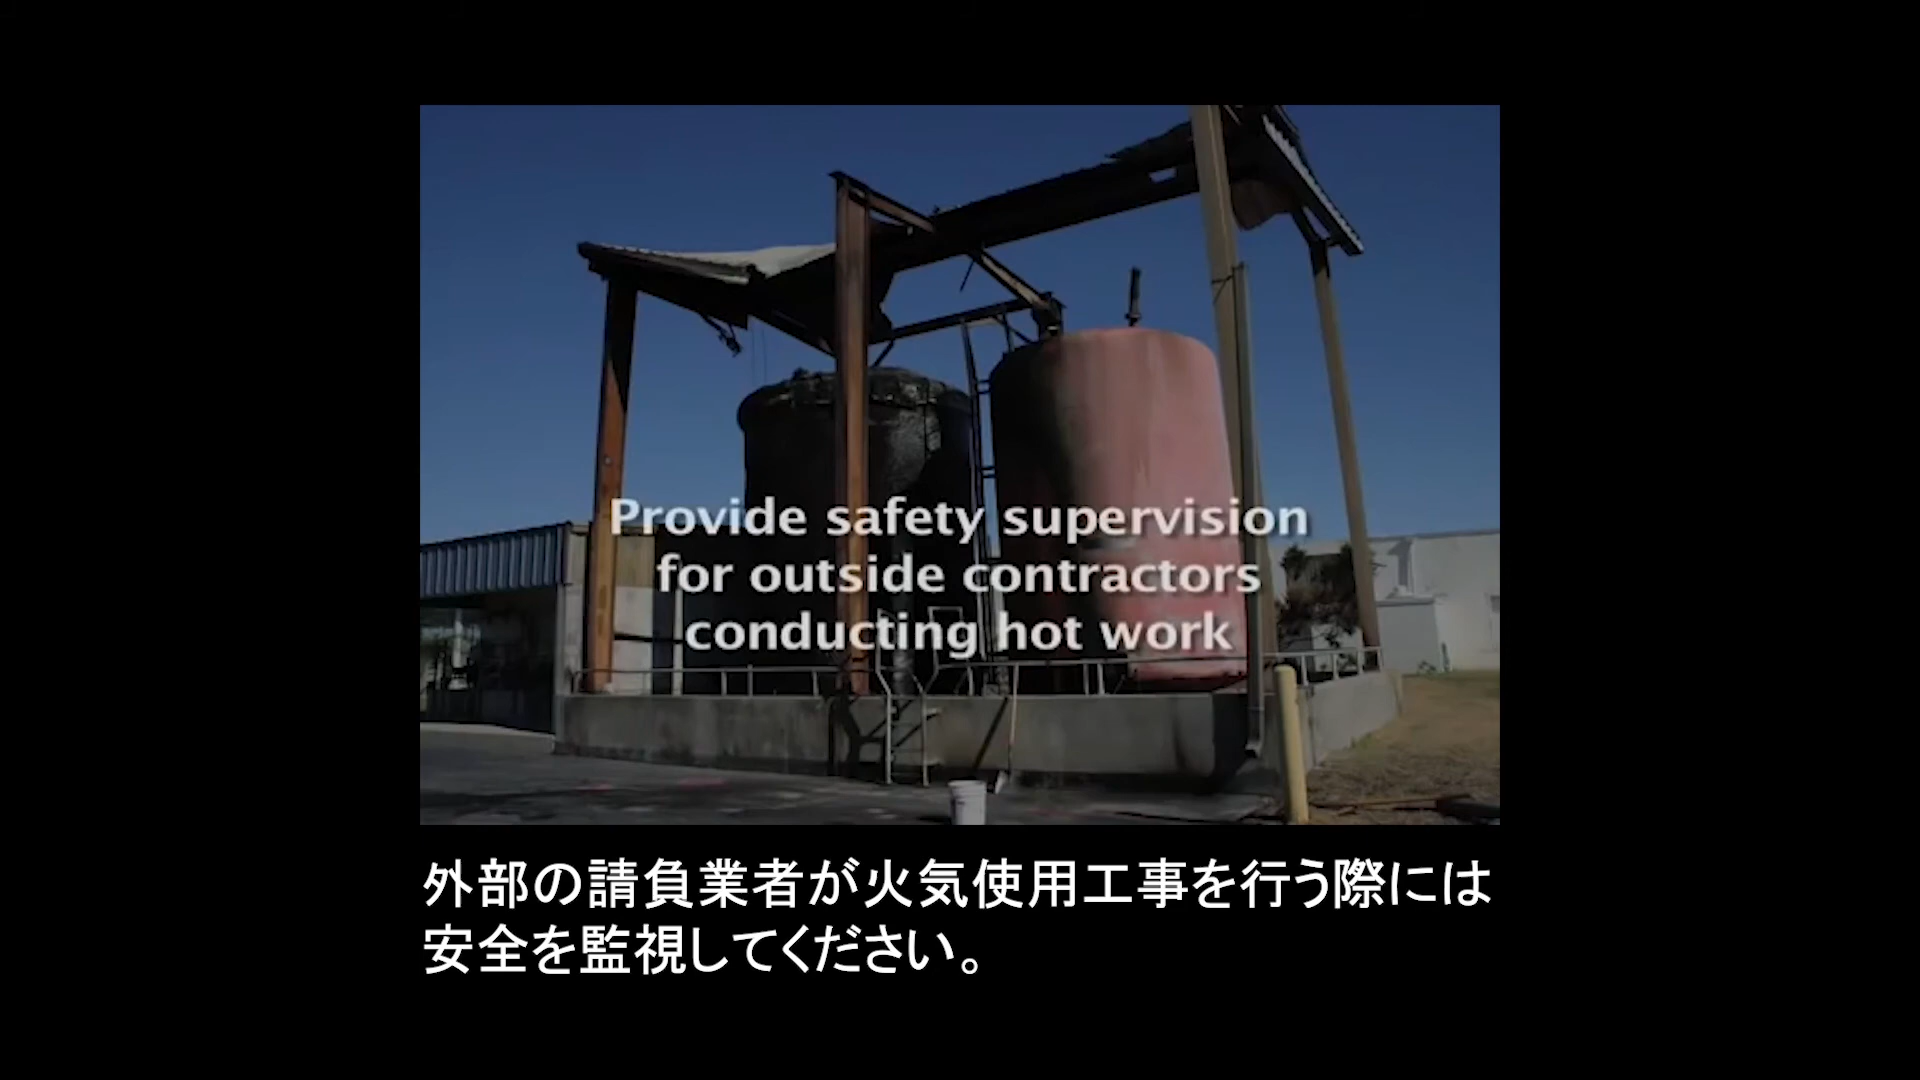 Provide safety supervision
for outside contractors
conducting hot work
外部の請負業者が火気使用工事を行う際には
安全を監視してください。